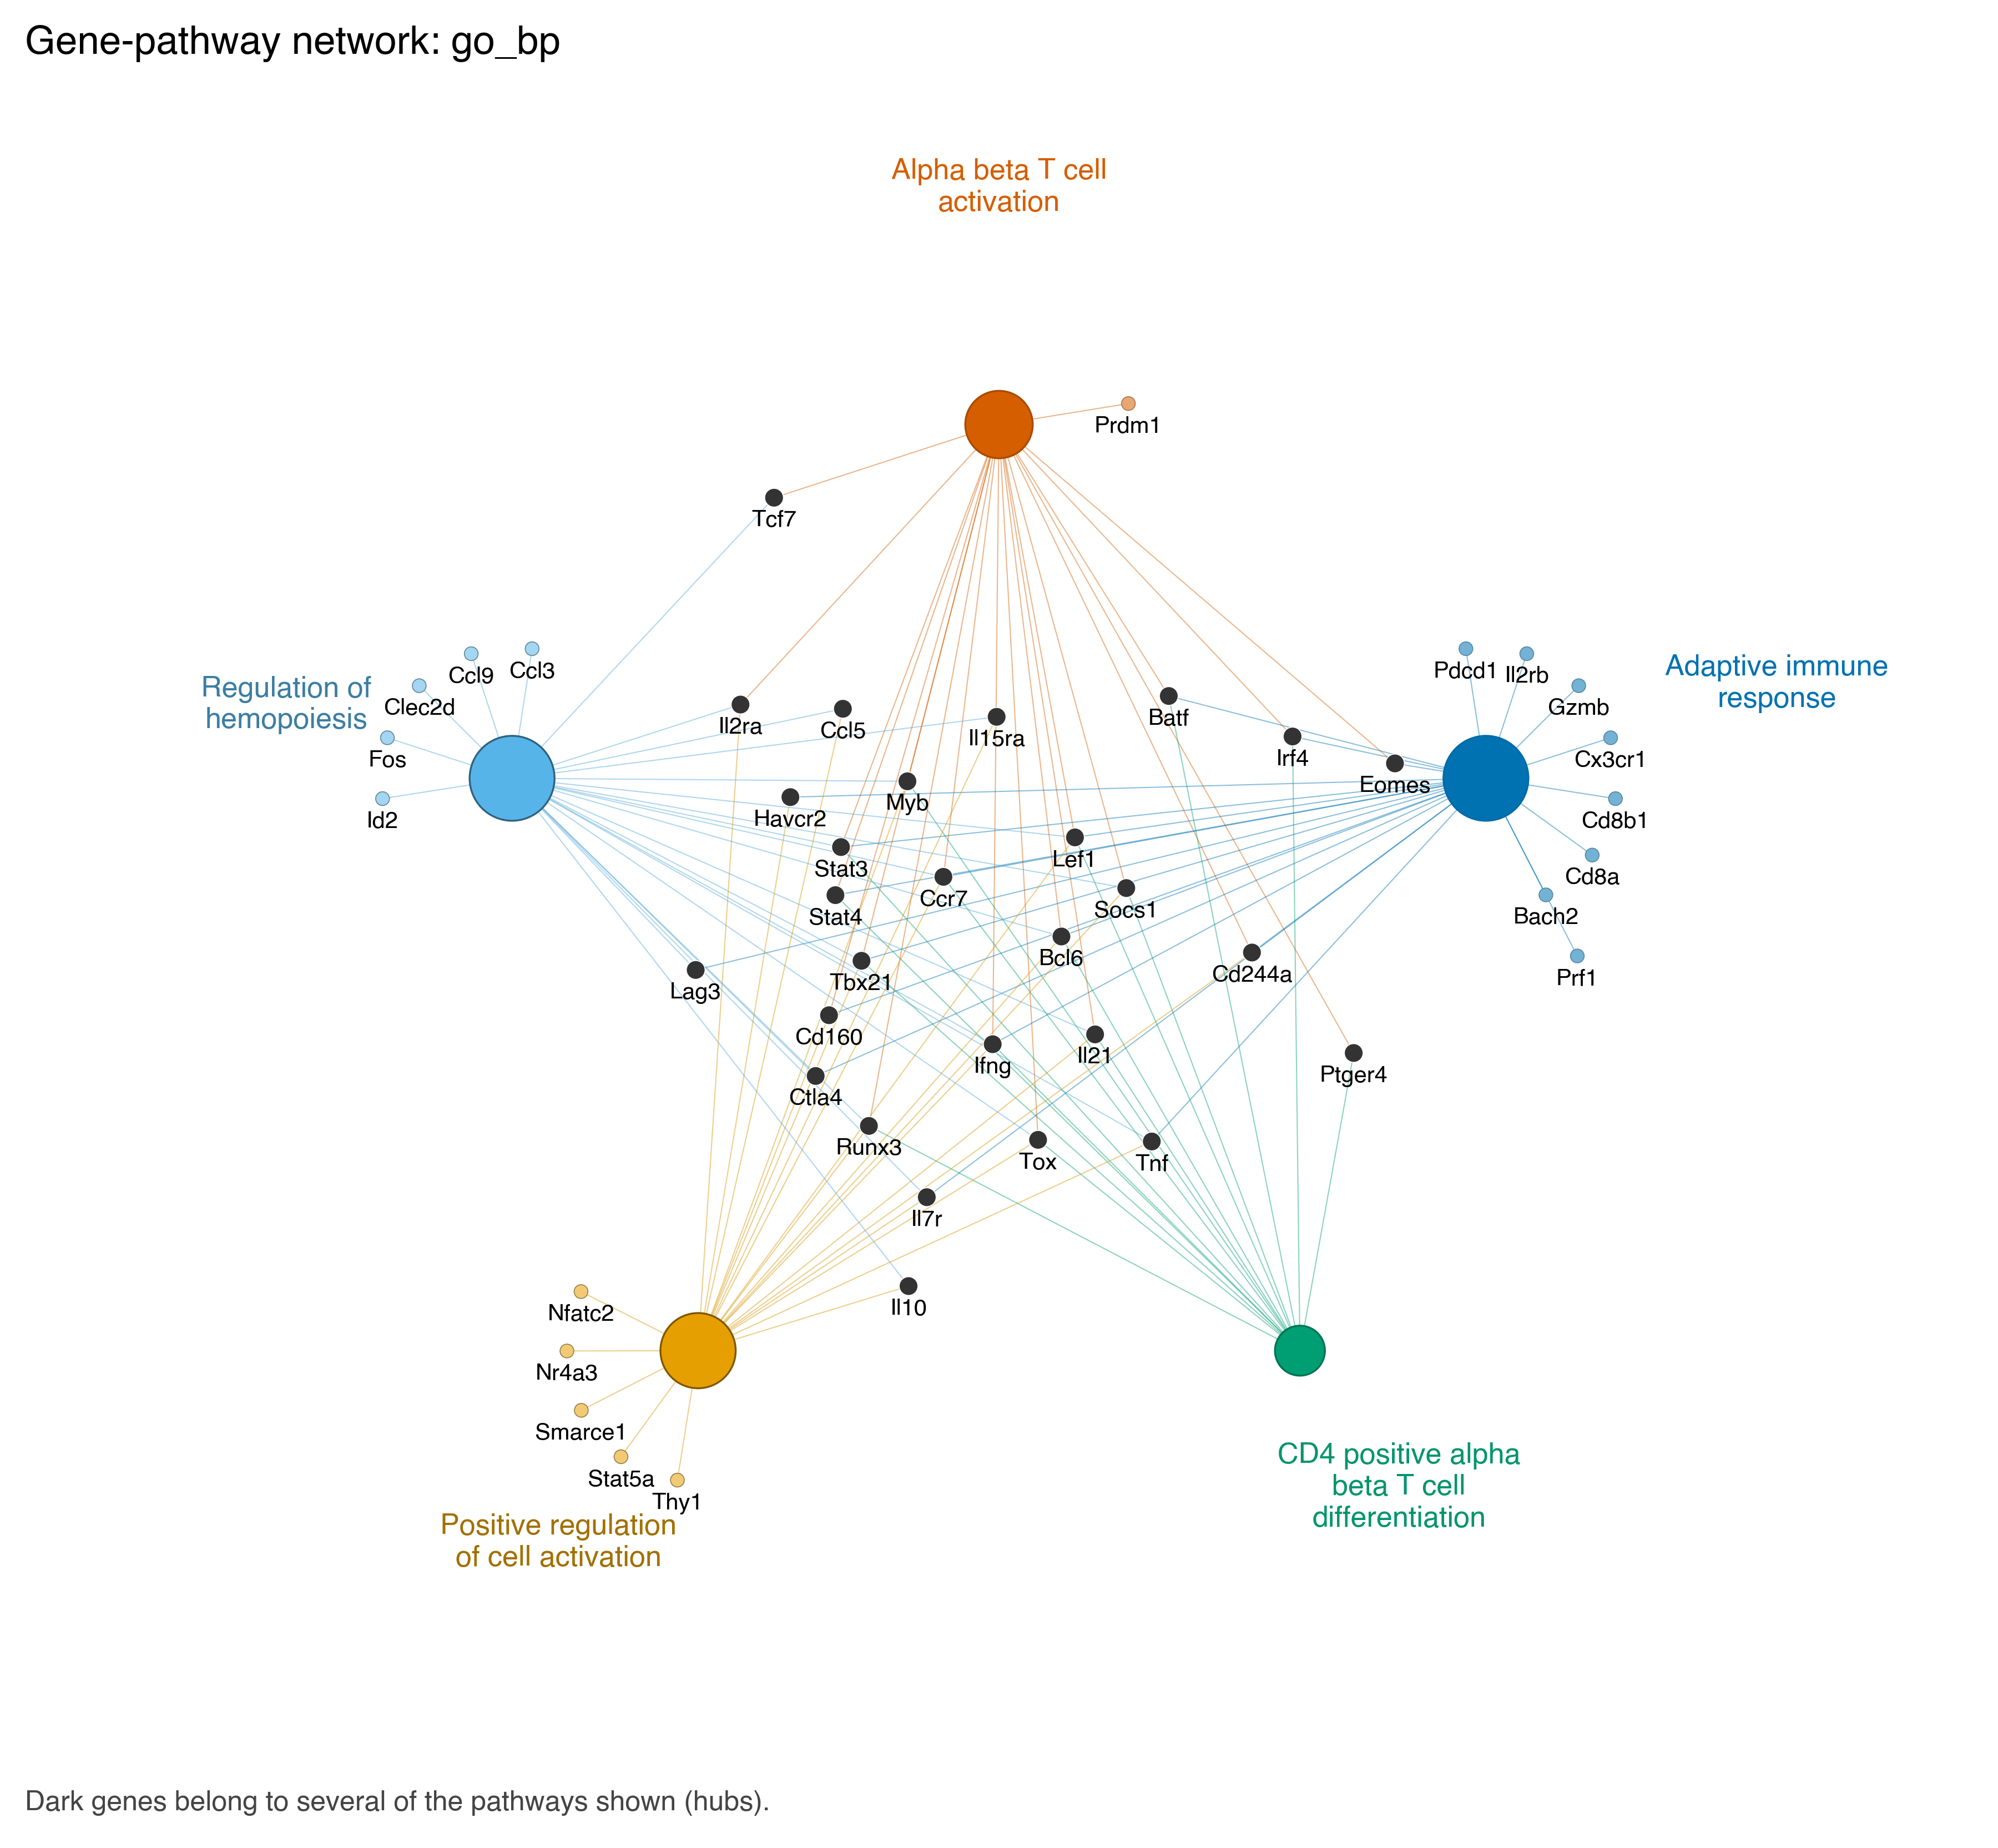 Gene-pathway network: go_bp
Alpha beta T cell
activation
Prdm1
Tcf7
Ccl9
Ccl3
Clec2d
Regulation of
hemopoiesis
Fos
Id2
Pdcd1
Il2rb
Gzmb
Adaptive immune
response
Cx3cr1
Cd8b1
Cd8a
Bach2
Prf1
Il2ra
Ccl5
Il15ra
Batf
Irf4
Eomes
Myb
Havcr2
Stat3
Lef1
Ccr7
Stat4
Socs1
Bcl6
Tbx21
Cd244a
Lag3
Cd160
Ifng
Il21
Ptger4
Ctla4
Runx3
Tox
Tnf
Il7r
Il10
Nfatc2
Nr4a3
Smarce1
Stat5a
Thy1
Positive regulation
of cell activation
CD4 positive alpha
beta T cell
differentiation
Dark genes belong to several of the pathways shown (hubs).